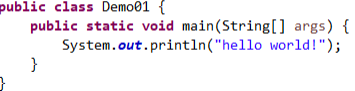 public class Demo01 {
    public static void main(String[] args) {
        System.out.println("hello world!");
    }
}